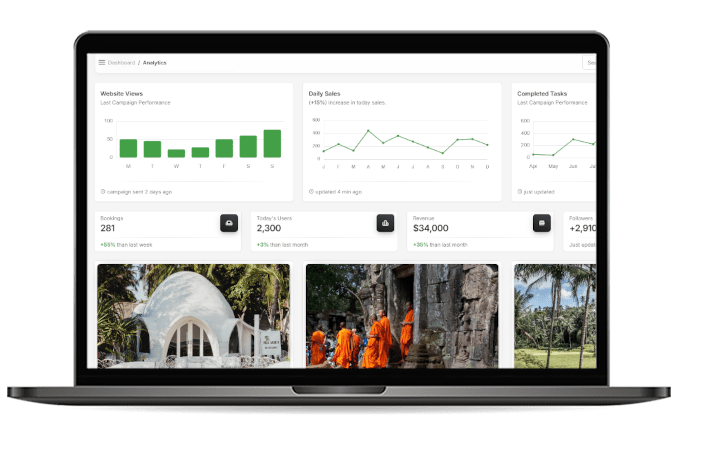 Dashboard / Analytics
Website Views
Last Campaign Performance
100
50
0
M T W T F S S
campaign sent 2 days ago
Daily Sales
(+15%) increase in today sales.
600
400
200
0
J F M A M J J A S O N D
updated 4 min ago
Completed Tasks
Last Campaign Performance
600
400
200
0
Apr May Jun
just updated
Bookings
281
+55% than last week
Today's Users
2,300
+3% than last month
Revenue
$34,000
+35% than last month
Followers
+2,910
Just